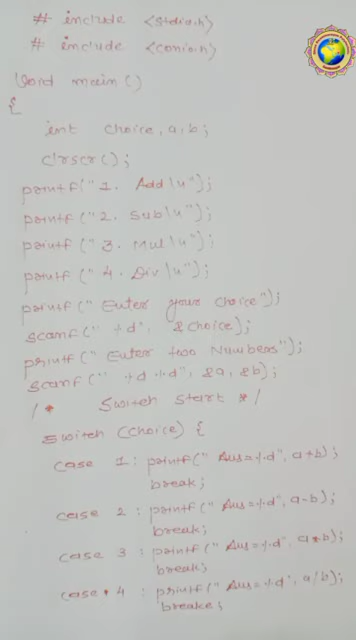 # include <stdio.h>
# include <conio.h>
Void main()
{
int choice, a, b;
clrscr();
printf("1. Add\n");
printf("2. Sub\n");
printf("3. Mul\n");
printf("4. Div\n");
printf("Enter your choice");
scanf("%d", &choice);
printf("Enter two Numbers");
scanf("%d %d", &a, &b);
/* Switch start */
switch (choice) {
case 1: printf("Ans=%d", a+b);
break;
case 2: printf("Ans=%d", a-b);
break;
case 3: printf("Ans=%d", a*b);
break;
case 4: printf("Ans=%d", a/b);
breake;